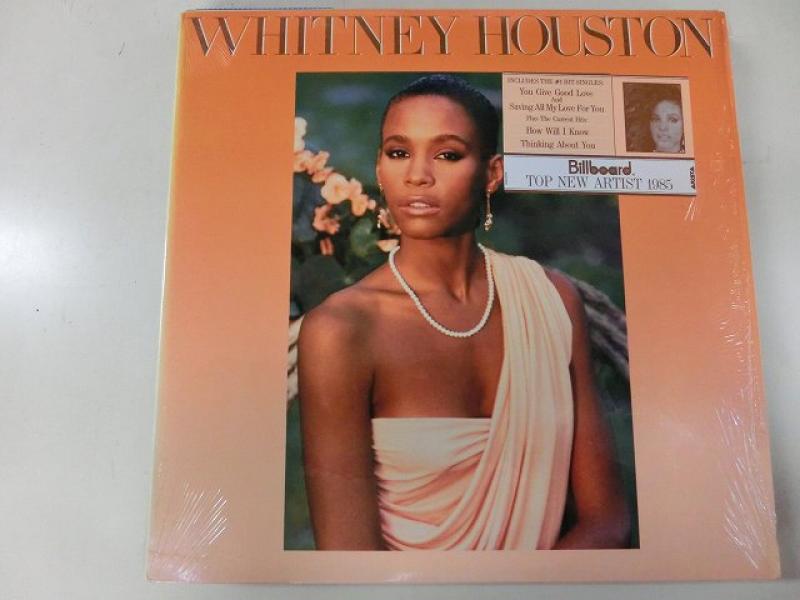 WHITNEY HOUSTON
INCLUDES THE #1 HIT SINGLES:
You Give Good Love
And
Saving All My Love For You
Plus The Current Hits:
How Will I Know
Thinking About You
Billboard
TOP NEW ARTIST 1985
ARISTA